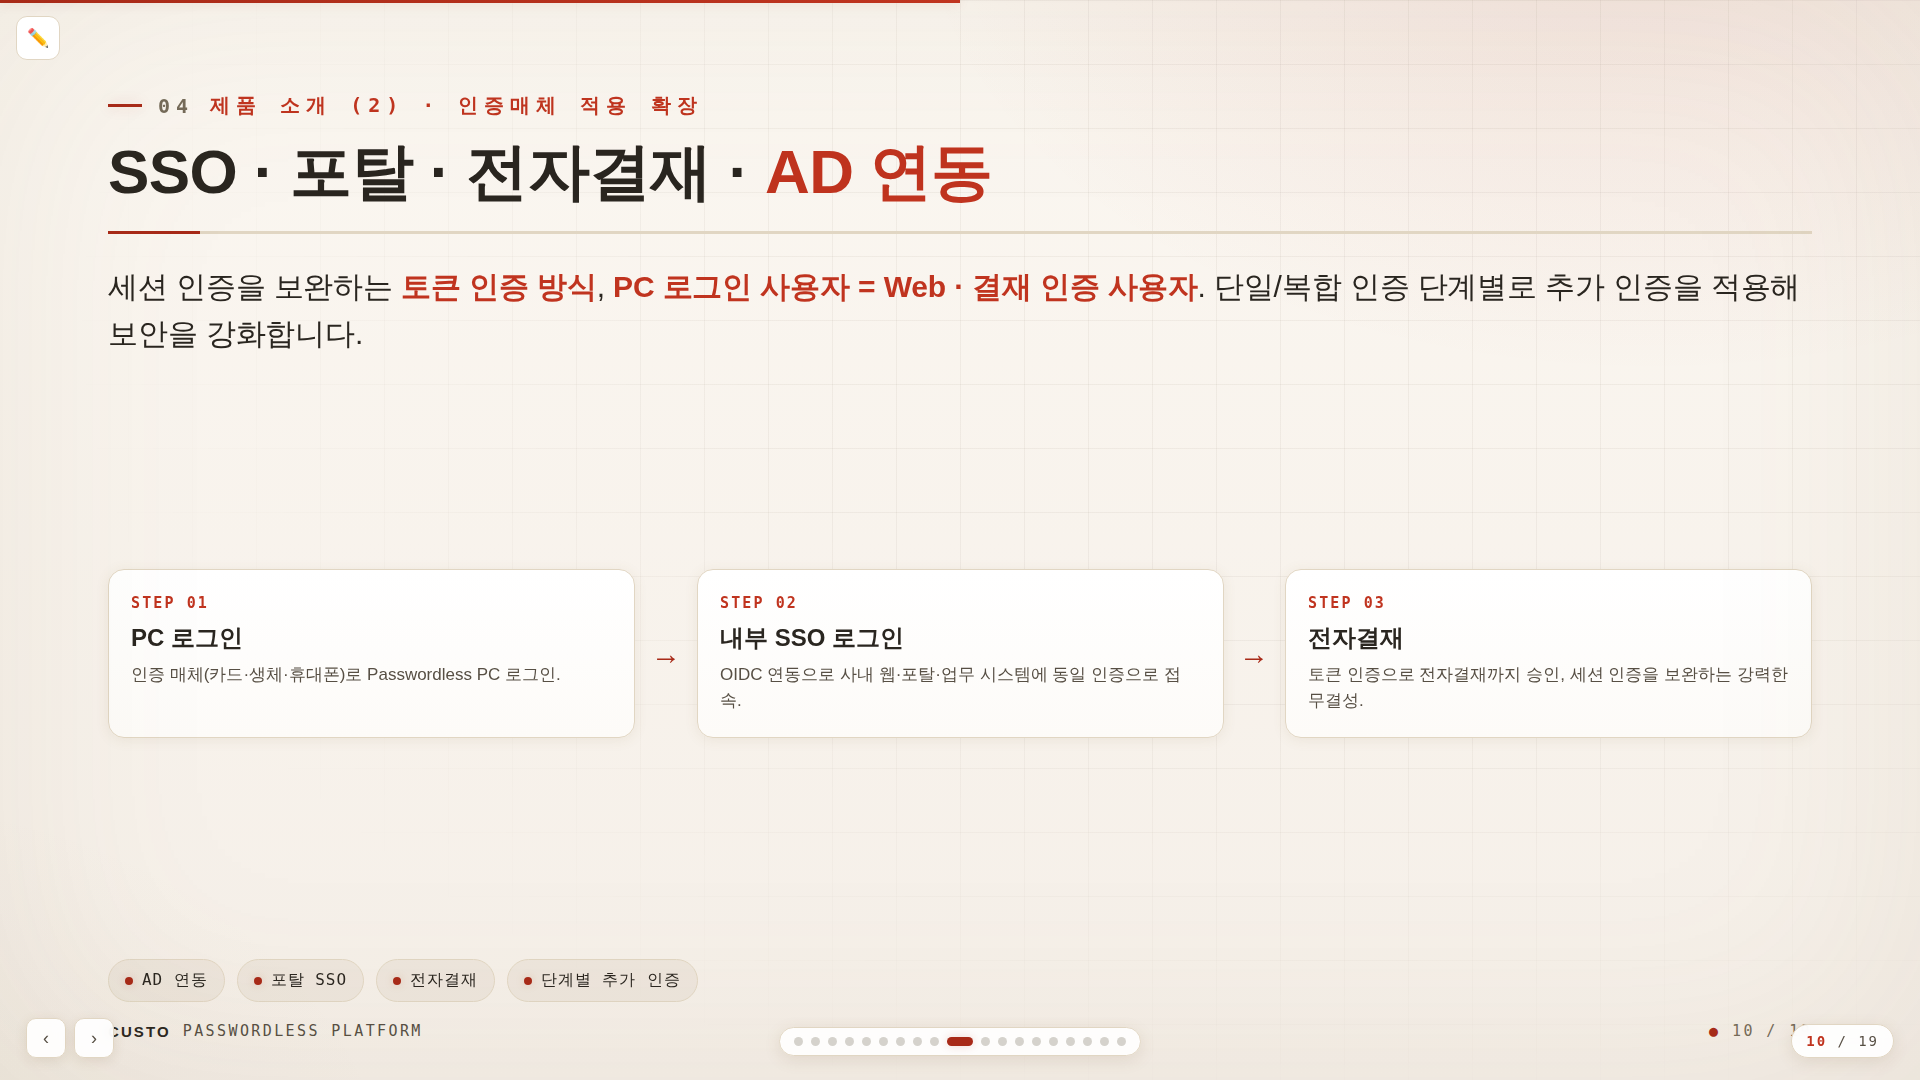 04 제품 소개 (2) · 인증매체 적용 확장
SSO · 포탈 · 전자결재 · AD 연동
세션 인증을 보완하는 토큰 인증 방식, PC 로그인 사용자 = Web · 결재 인증 사용자. 단일/복합 인증 단계별로 추가 인증을 적용해
보안을 강화합니다.
STEP 01
PC 로그인
인증 매체(카드·생체·휴대폰)로 Passwordless PC 로그인.
→
STEP 02
내부 SSO 로그인
OIDC 연동으로 사내 웹·포탈·업무 시스템에 동일 인증으로 접
속.
→
STEP 03
전자결재
토큰 인증으로 전자결재까지 승인, 세션 인증을 보완하는 강력한
무결성.
AD 연동
포탈 SSO
전자결재
단계별 추가 인증
‹ ›
CUSTO PASSWORDLESS PLATFORM
10 /
10 / 19